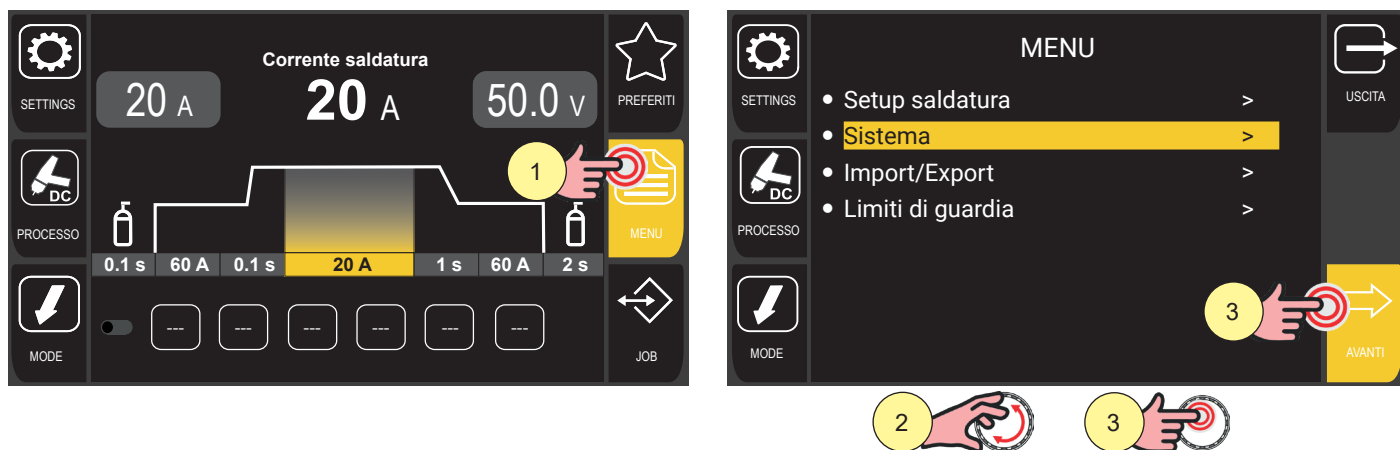 SETTINGS
Corrente saldatura
20 A
20 A
50.0 V
PREFERITI
1
DC
PROCESSO
MENU
0.1 s 60 A 0.1 s 20 A 1 s 60 A 2 s
--- --- --- --- --- ---
MODE
JOB
MENU
SETTINGS
USCITA
• Setup saldatura >
• Sistema >
• Import/Export >
• Limiti di guardia >
DC
PROCESSO
3
MODE
AVANTI
2
3